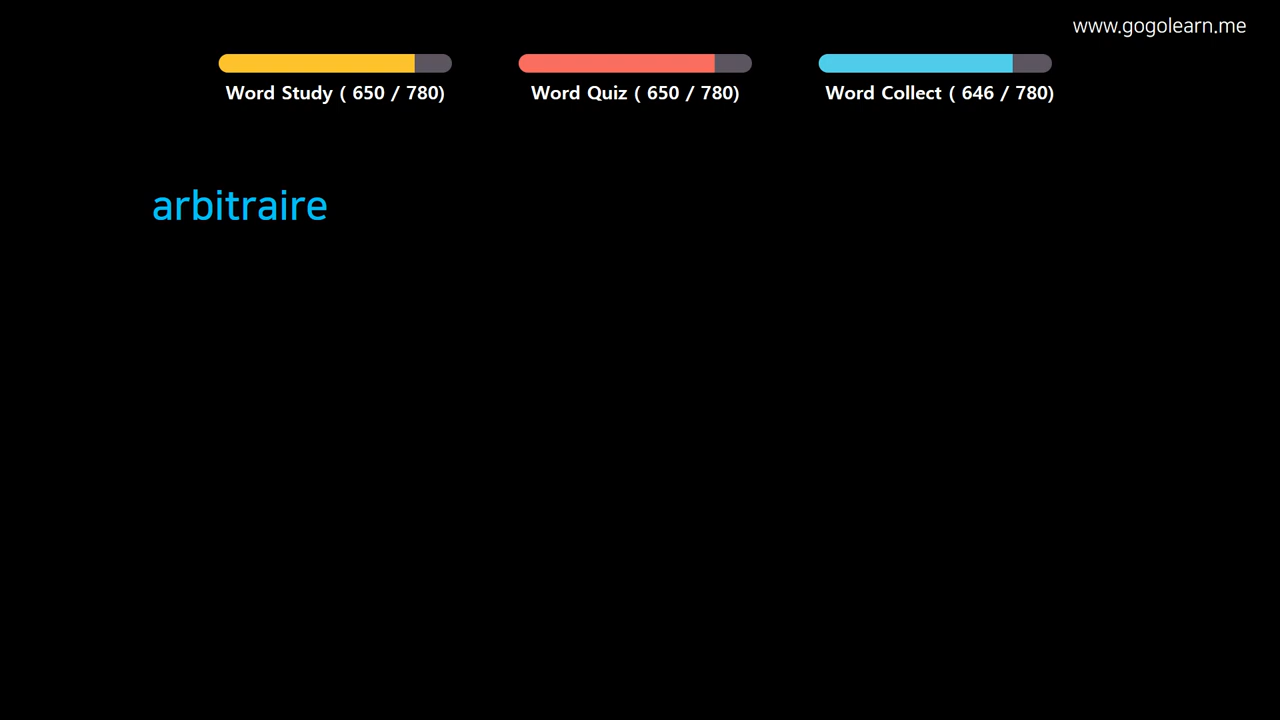 www.gogolearn.me
Word Study ( 650 / 780)
Word Quiz ( 650 / 780)
Word Collect ( 646 / 780)
arbitraire